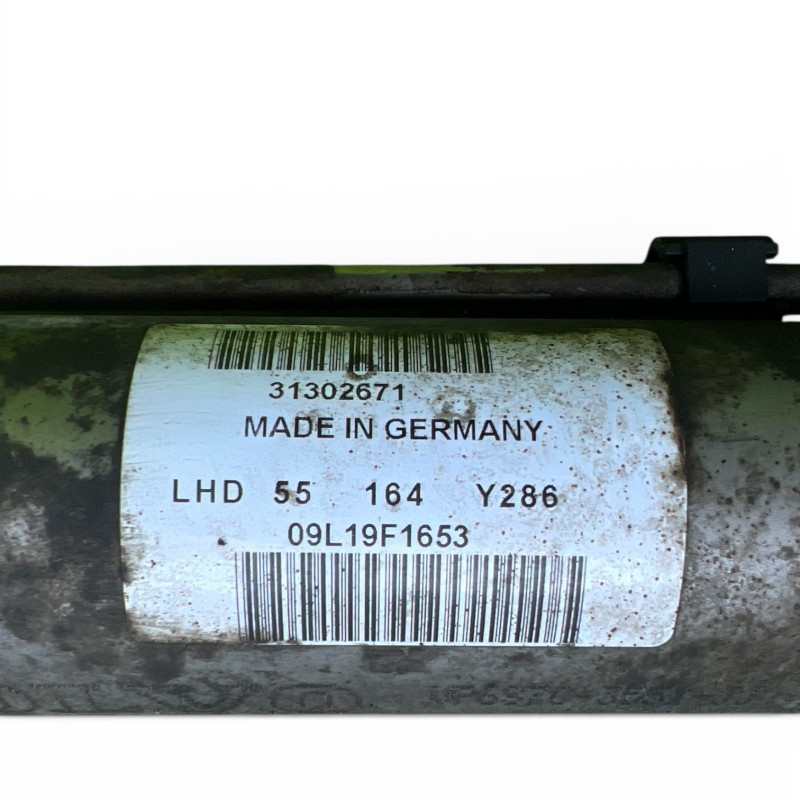 31302671
MADE IN GERMANY
LHD 55 164 Y286
09L19F1653